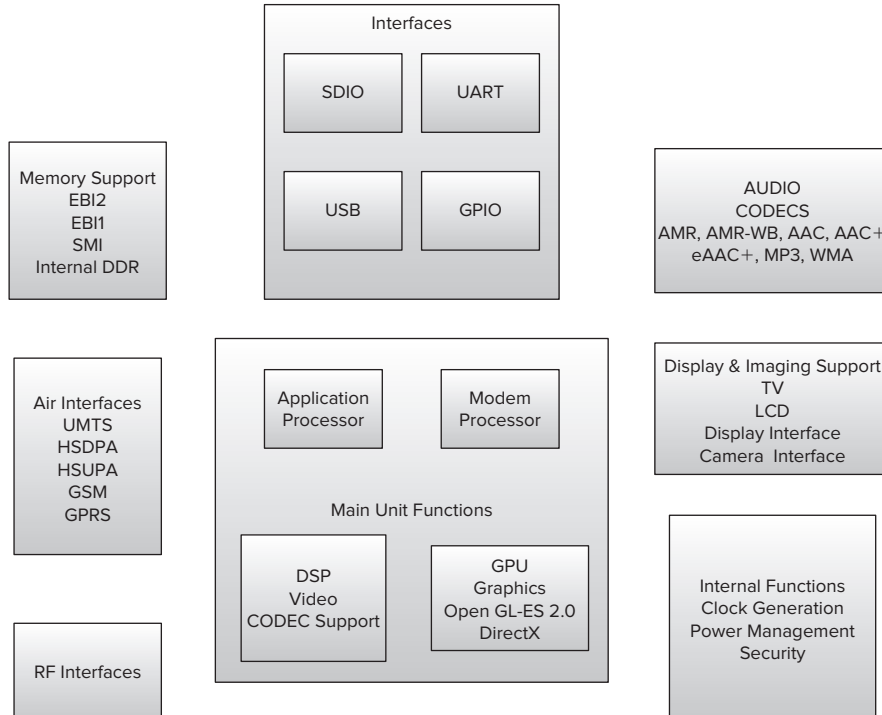 Interfaces
SDIO
UART
USB
GPIO
Memory Support
EBI2
EBI1
SMI
Internal DDR
AUDIO
CODECS
AMR, AMR-WB, AAC, AAC+
eAAC+, MP3, WMA
Air Interfaces
UMTS
HSDPA
HSUPA
GSM
GPRS
Application
Processor
Modem
Processor
Main Unit Functions
DSP
Video
CODEC Support
GPU
Graphics
Open GL-ES 2.0
DirectX
Display & Imaging Support
TV
LCD
Display Interface
Camera Interface
RF Interfaces
Internal Functions
Clock Generation
Power Management
Security